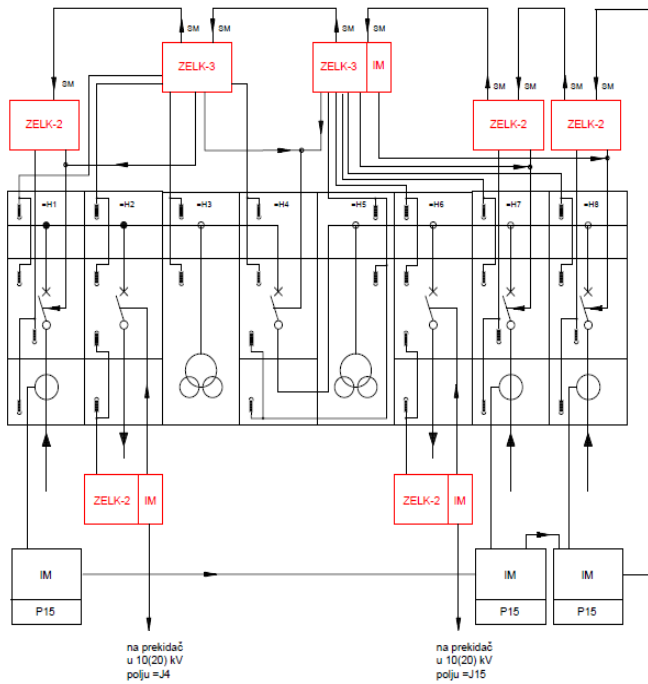 SM
SM
ZELK-3
ZELK-3 IM
SM
SM
SM
SM
SM
ZELK-2
ZELK-2
ZELK-2
=H1
=H2
=H3
=H4
=H5
=H6
=H7
=H8
ZELK-2 IM
ZELK-2 IM
IM
P15
IM
P15
IM
P15
na prekidač
u 10(20) kV
polju =J4
na prekidač
u 10(20) kV
polju =J15